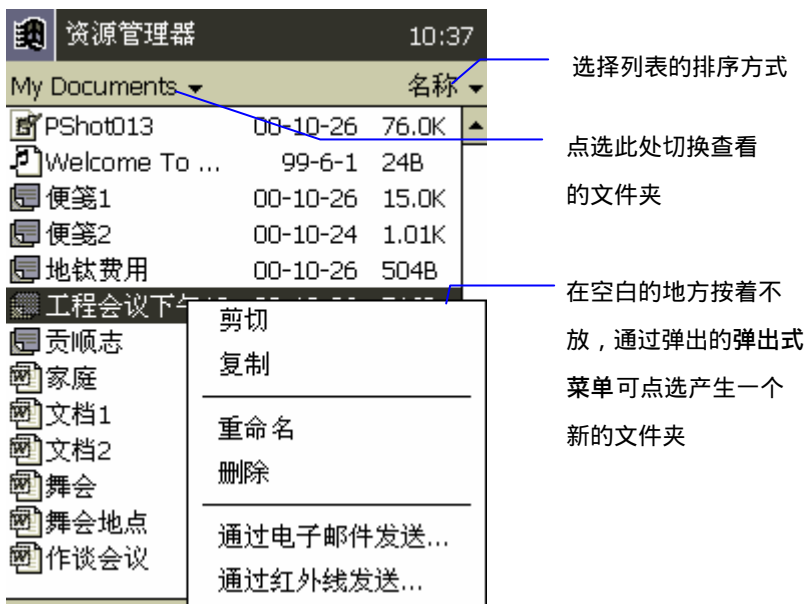 资源管理器 10:37
My Documents 名称
PShot013 00-10-26 76.0K
Welcome To ... 99-6-1 24B
便笺1 00-10-26 15.0K
便笺2 00-10-24 1.01K
地钛费用 00-10-26 504B
工程会议下午
贡顺志
家庭
文档1
文档2
舞会
舞会地点
作谈会议
剪切
复制
重命名
删除
通过电子邮件发送...
通过红外线发送...
选择列表的排序方式
点选此处切换查看
的文件夹
在空白的地方按着不
放，通过弹出的弹出式
菜单可点选产生一个
新的文件夹